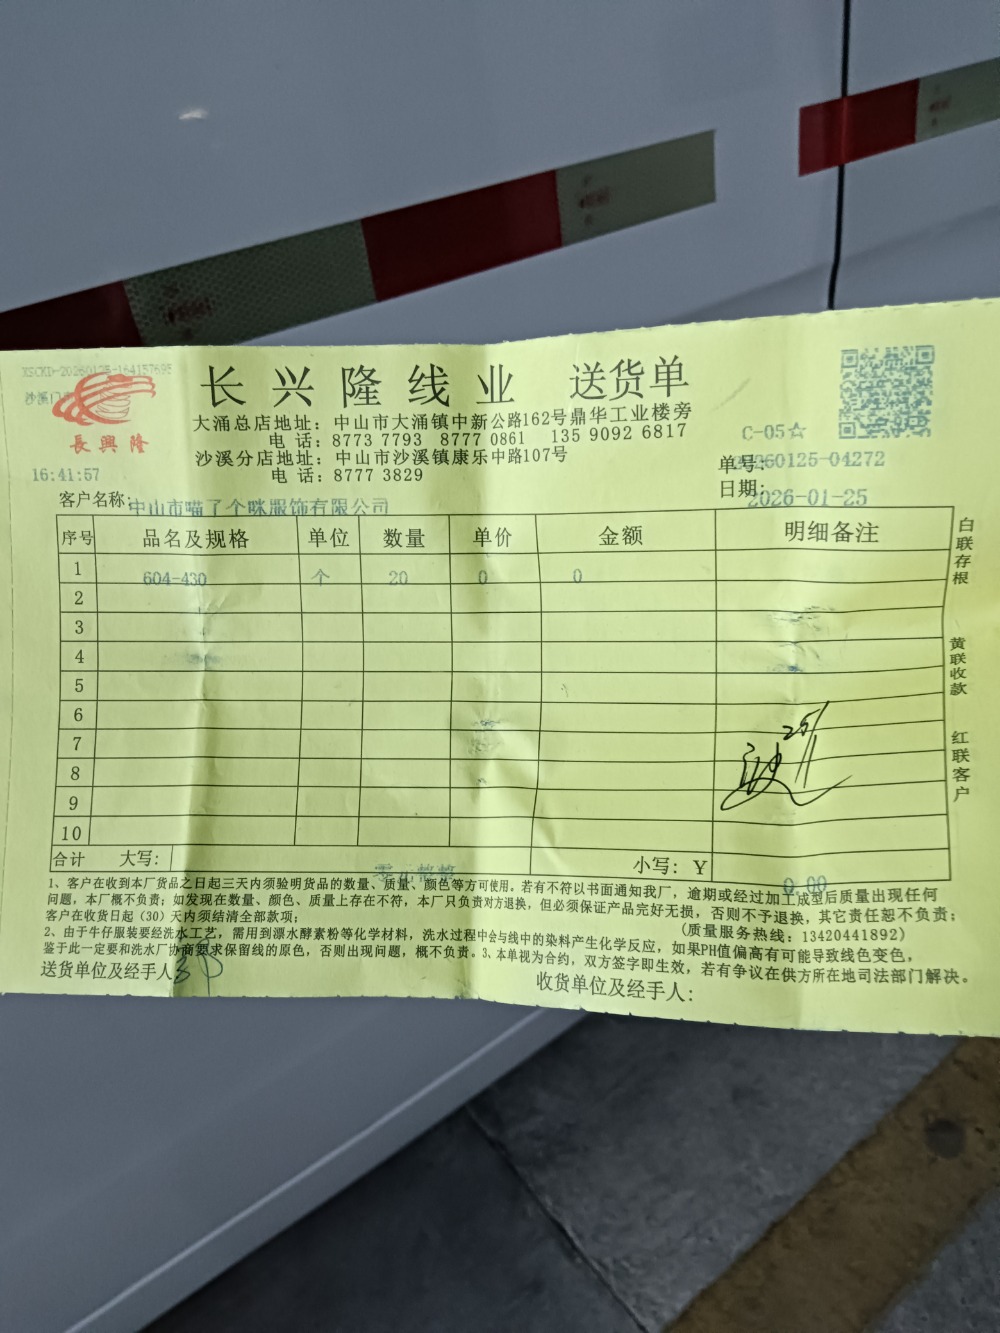 XSCKD-20260125-164157695
沙溪门
長興隆
16:41:57
长兴隆线业 送货单
大涌总店地址：中山市大涌镇中新公路162号鼎华工业楼旁
电 话：8773 7793 8777 0861 135 9092 6817
沙溪分店地址：中山市沙溪镇康乐中路107号
电 话：8777 3829
C-05☆
单号：20260125-04272
日期：2026-01-25
客户名称：中山市喵了个咪服饰有限公司
序号 品名及规格 单位 数量 单价 金额 明细备注
1 604-430 个 20 0 0
2
3
4
5
6
7
8
9
10
25/1
合计 大写： 零元整整 小写：Y 0.00
白联存根
黄联收款
红联客户
1、客户在收到本厂货品之日起三天内须验明货品的数量、质量、颜色等方可使用。若有不符以书面通知我厂，逾期或经过加工成型后质量出现任何
问题，本厂概不负责；如发现在数量、颜色、质量上存在不符，本厂只负责对方退换，但必须保证产品完好无损，否则不予退换，其它责任恕不负责；
客户在收货日起（30）天内须结清全部款项；
（质量服务热线：13420441892）
2、由于牛仔服装要经洗水工艺，需用到漂水酵素粉等化学材料，洗水过程中会与线中的染料产生化学反应，如果PH值偏高有可能导致线色变色，
鉴于此一定要和洗水厂协商要求保留线的原色，否则出现问题，概不负责。3、本单视为合约，双方签字即生效，若有争议在供方所在地司法部门解决。
送货单位及经手人：
收货单位及经手人：